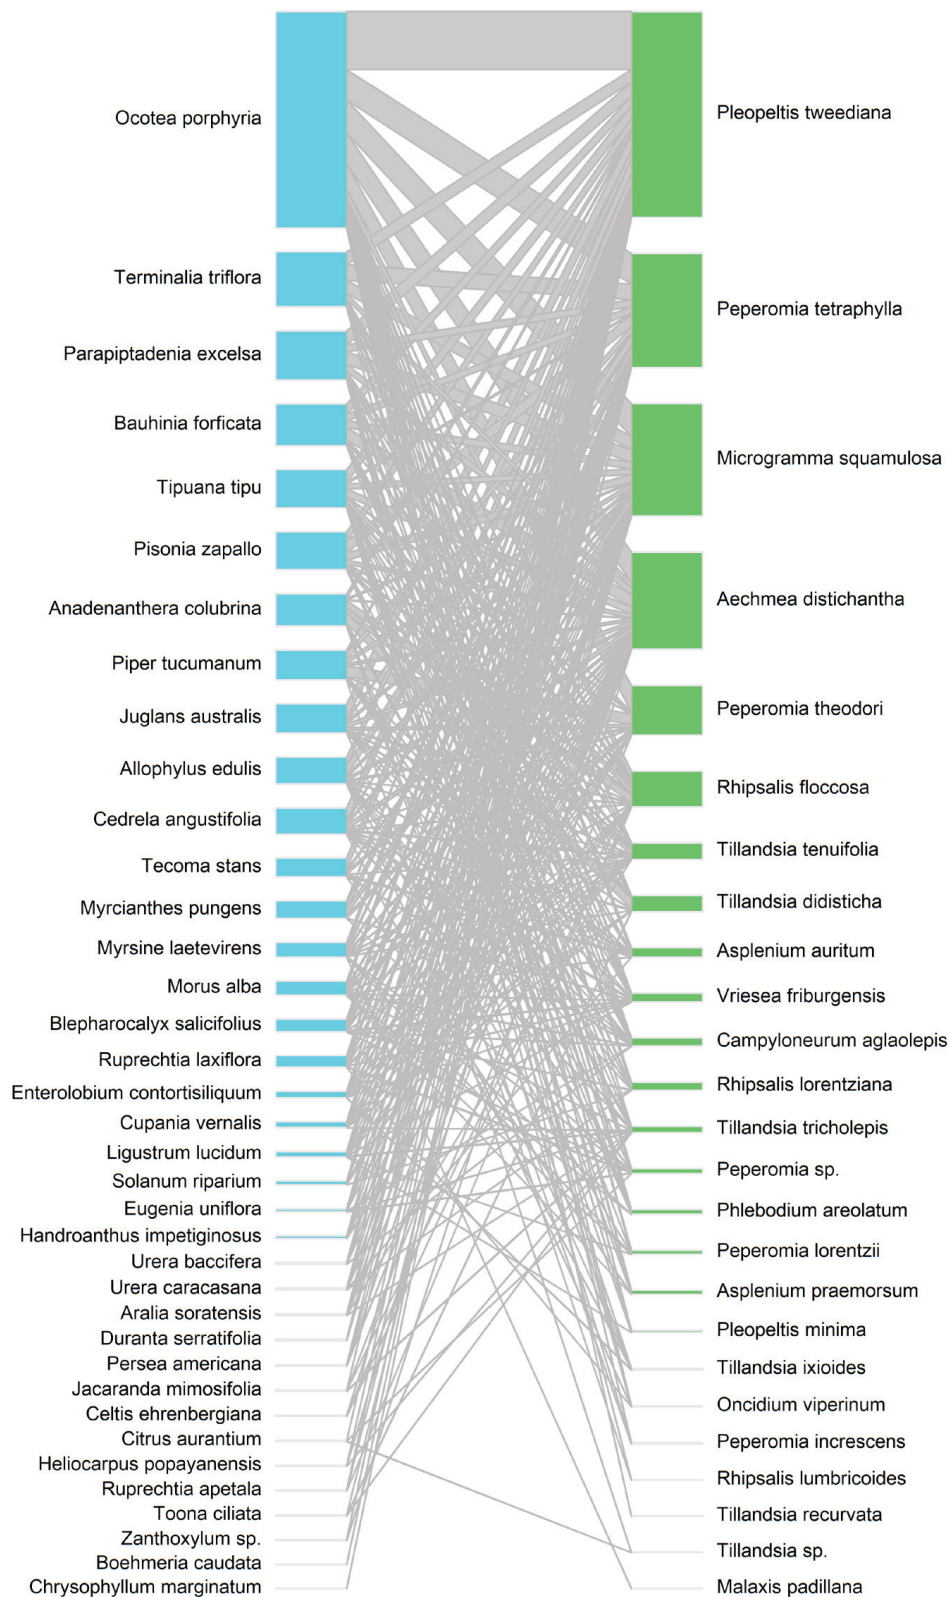 Ocotea porphyria
Terminalia triflora
Parapiptadenia excelsa
Bauhinia forficata
Tipuana tipu
Pisonia zapallo
Anadenanthera colubrina
Piper tucumanum
Juglans australis
Allophylus edulis
Cedrela angustifolia
Tecoma stans
Myrcianthes pungens
Myrsine laetevirens
Morus alba
Blepharocalyx salicifolius
Ruprechtia laxiflora
Enterolobium contortisiliquum
Cupania vernalis
Ligustrum lucidum
Solanum riparium
Eugenia uniflora
Handroanthus impetiginosus
Urera baccifera
Urera caracasana
Aralia soratensis
Duranta serratifolia
Persea americana
Jacaranda mimosifolia
Celtis ehrenbergiana
Citrus aurantium
Heliocarpus popayanensis
Ruprechtia apetala
Toona ciliata
Zanthoxylum sp.
Boehmeria caudata
Chrysophyllum marginatum
Pleopeltis tweediana
Peperomia tetraphylla
Microgramma squamulosa
Aechmea distichantha
Peperomia theodori
Rhipsalis floccosa
Tillandsia tenuifolia
Tillandsia didisticha
Asplenium auritum
Vriesea friburgensis
Campyloneurum aglaolepis
Rhipsalis lorentziana
Tillandsia tricholepis
Peperomia sp.
Phlebodium areolatum
Peperomia lorentzii
Asplenium praemorsum
Pleopeltis minima
Tillandsia ixioides
Oncidium viperinum
Peperomia increscens
Rhipsalis lumbricoides
Tillandsia recurvata
Tillandsia sp.
Malaxis padillana